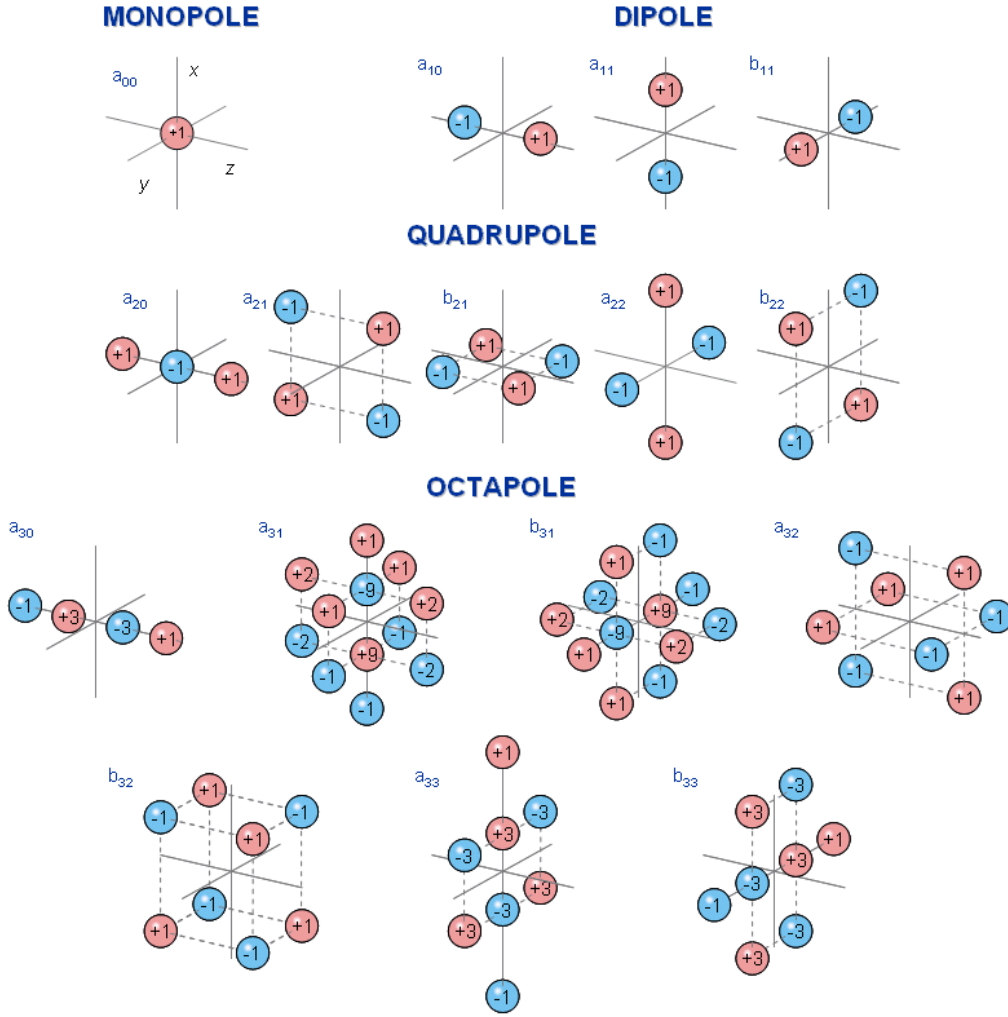 MONOPOLE DIPOLE
a00 x a10 a11 b11
+1 -1 +1 +1 -1 -1 +1
y z
QUADRUPOLE
a20 a21 b21 a22 b22
+1 -1 +1 -1 +1 +1 -1 +1 -1 -1 +1 +1 -1 -1 +1 -1 +1 +1 -1
OCTAPOLE
a30 a31 b31 a32
-1 +3 -3 +1
+1 +2 +1 -9 +1 +2 -2 -1 +9 -2 -1 -1
-1 +1 -1 -2 +9 +2 -9 -2 +1 +2 -1 +1
-1 +1 +1 -1 +1 -1 -1 +1
b32 a33 b33
+1 -1 -1 +1 -1 +1 +1 -1
+1 -3 +3 -3 +3 -3 +3 -1
-3 +3 +1 +3 -3 -1 -3 +3